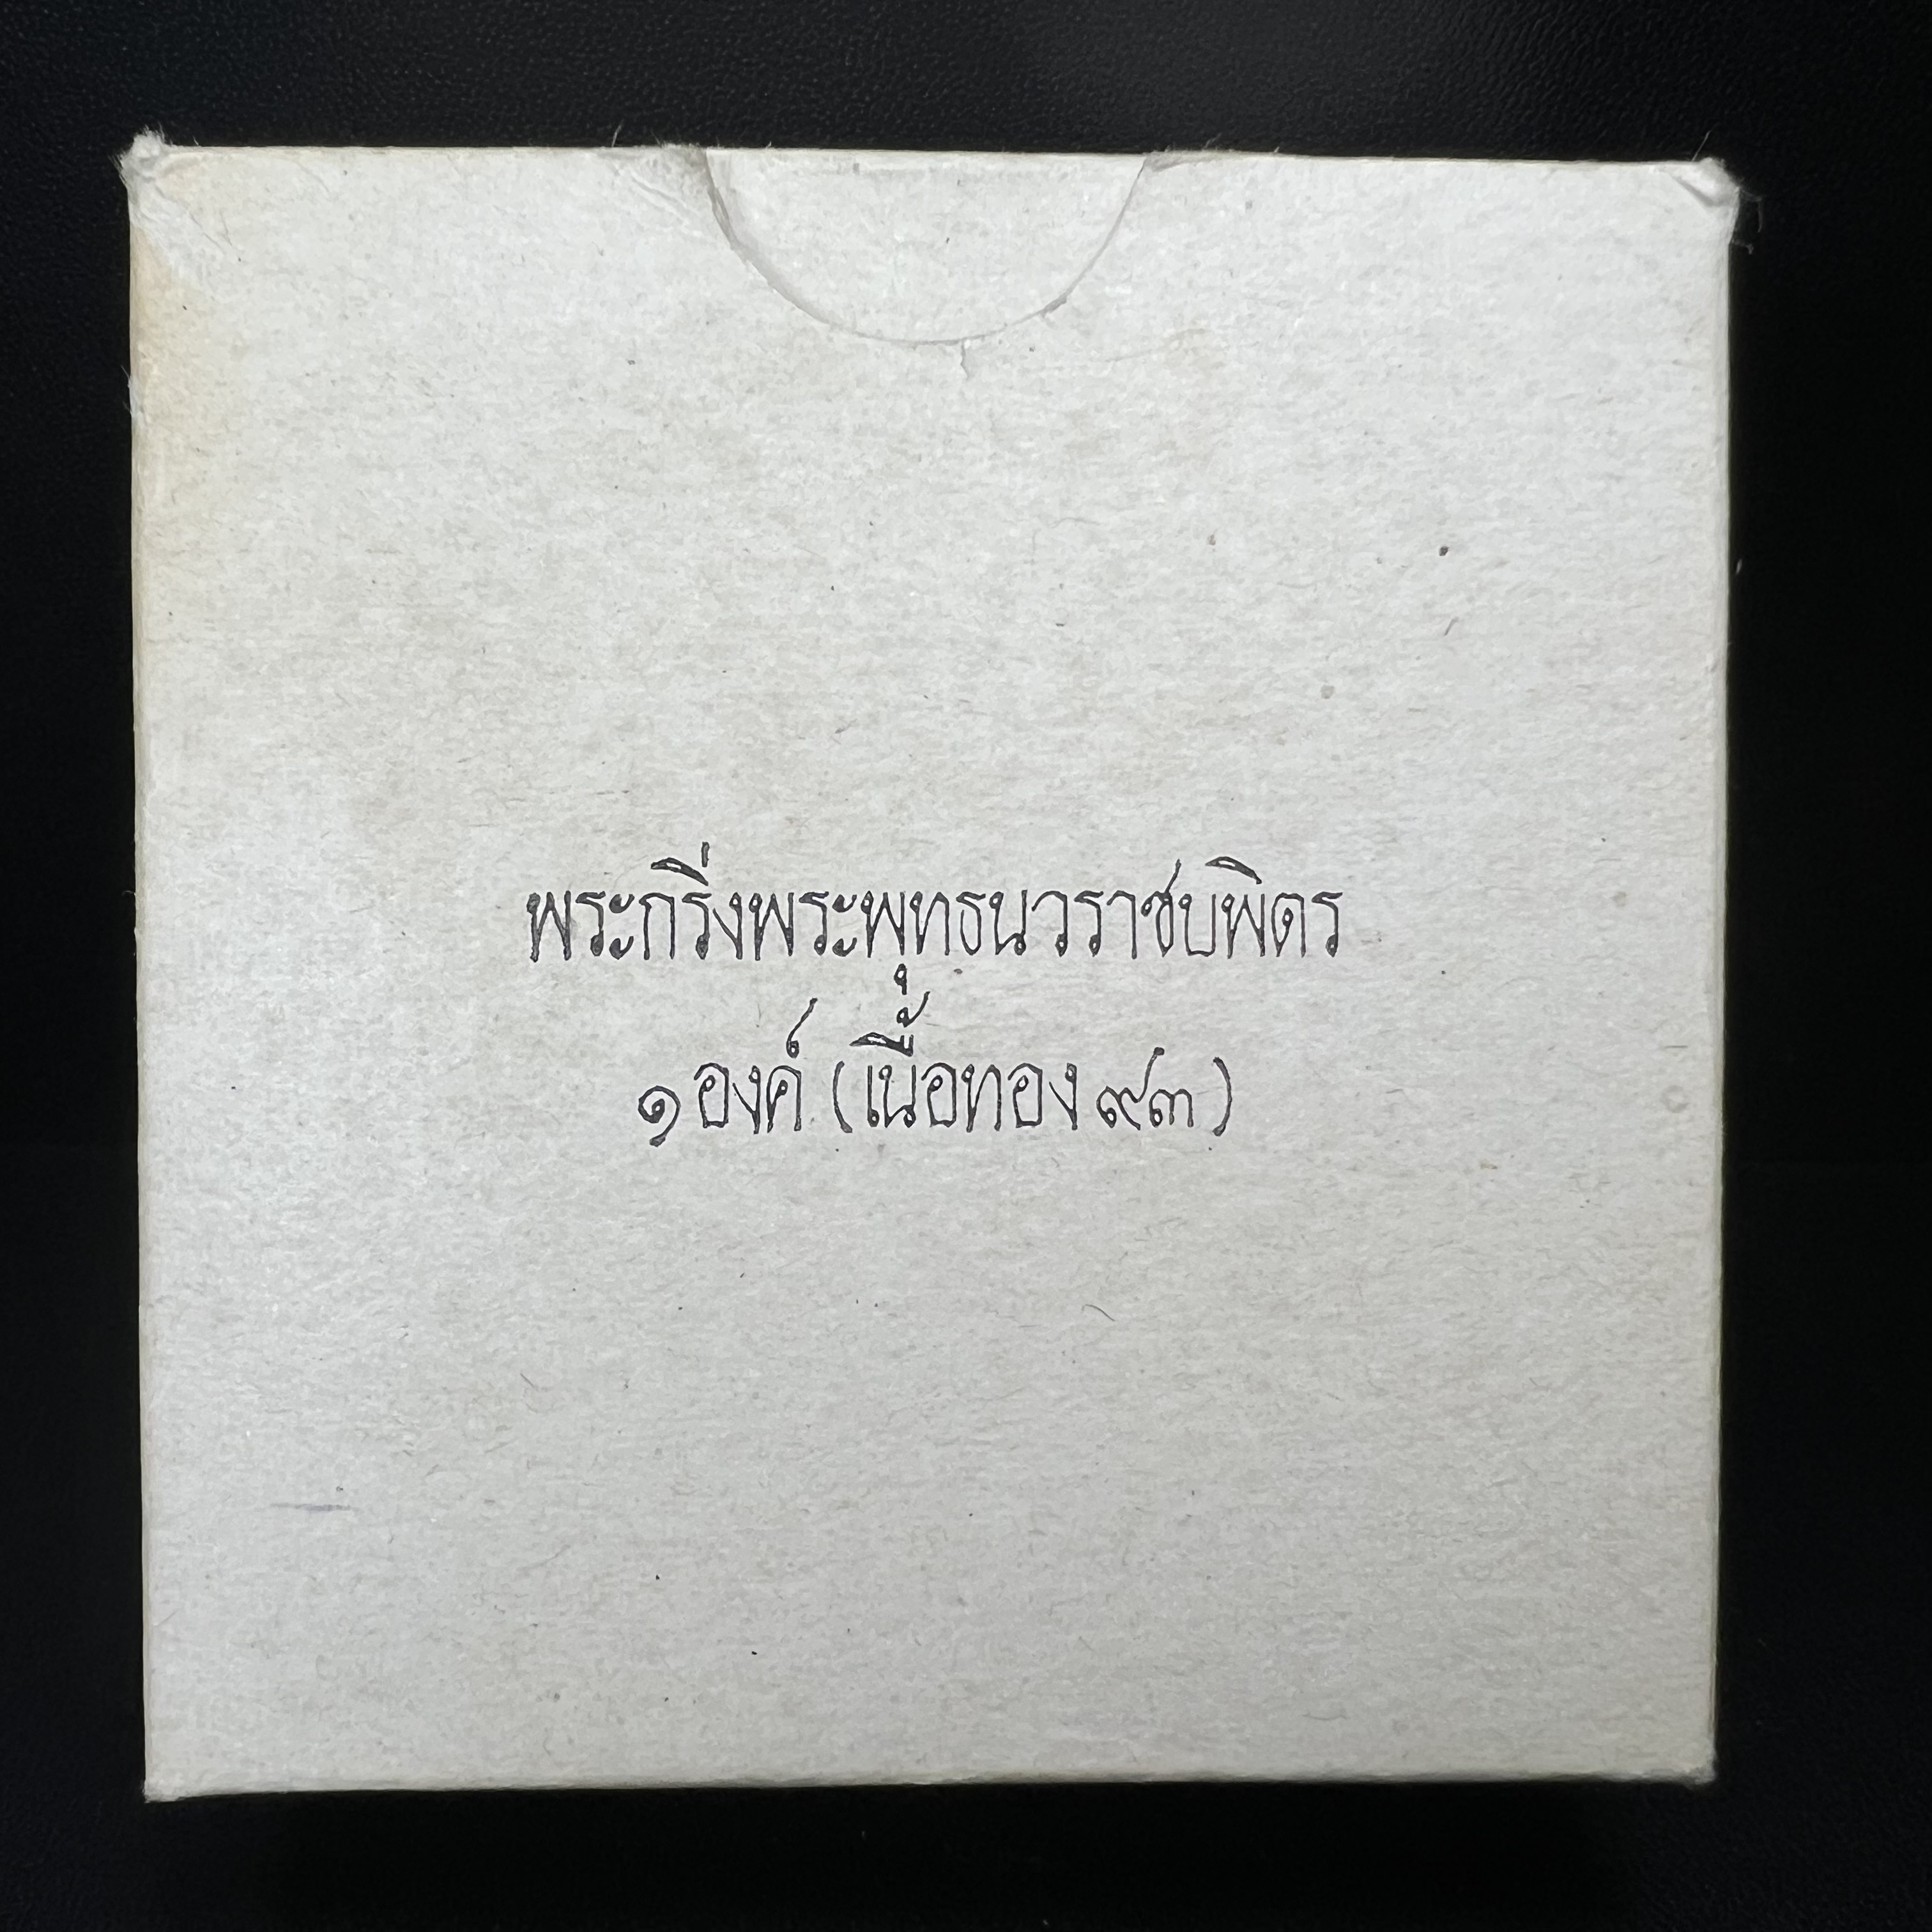 พระกริ่งพระพุทธนวราชบพิตร
๑ องค์ (เนื้อทอง ๙๓)